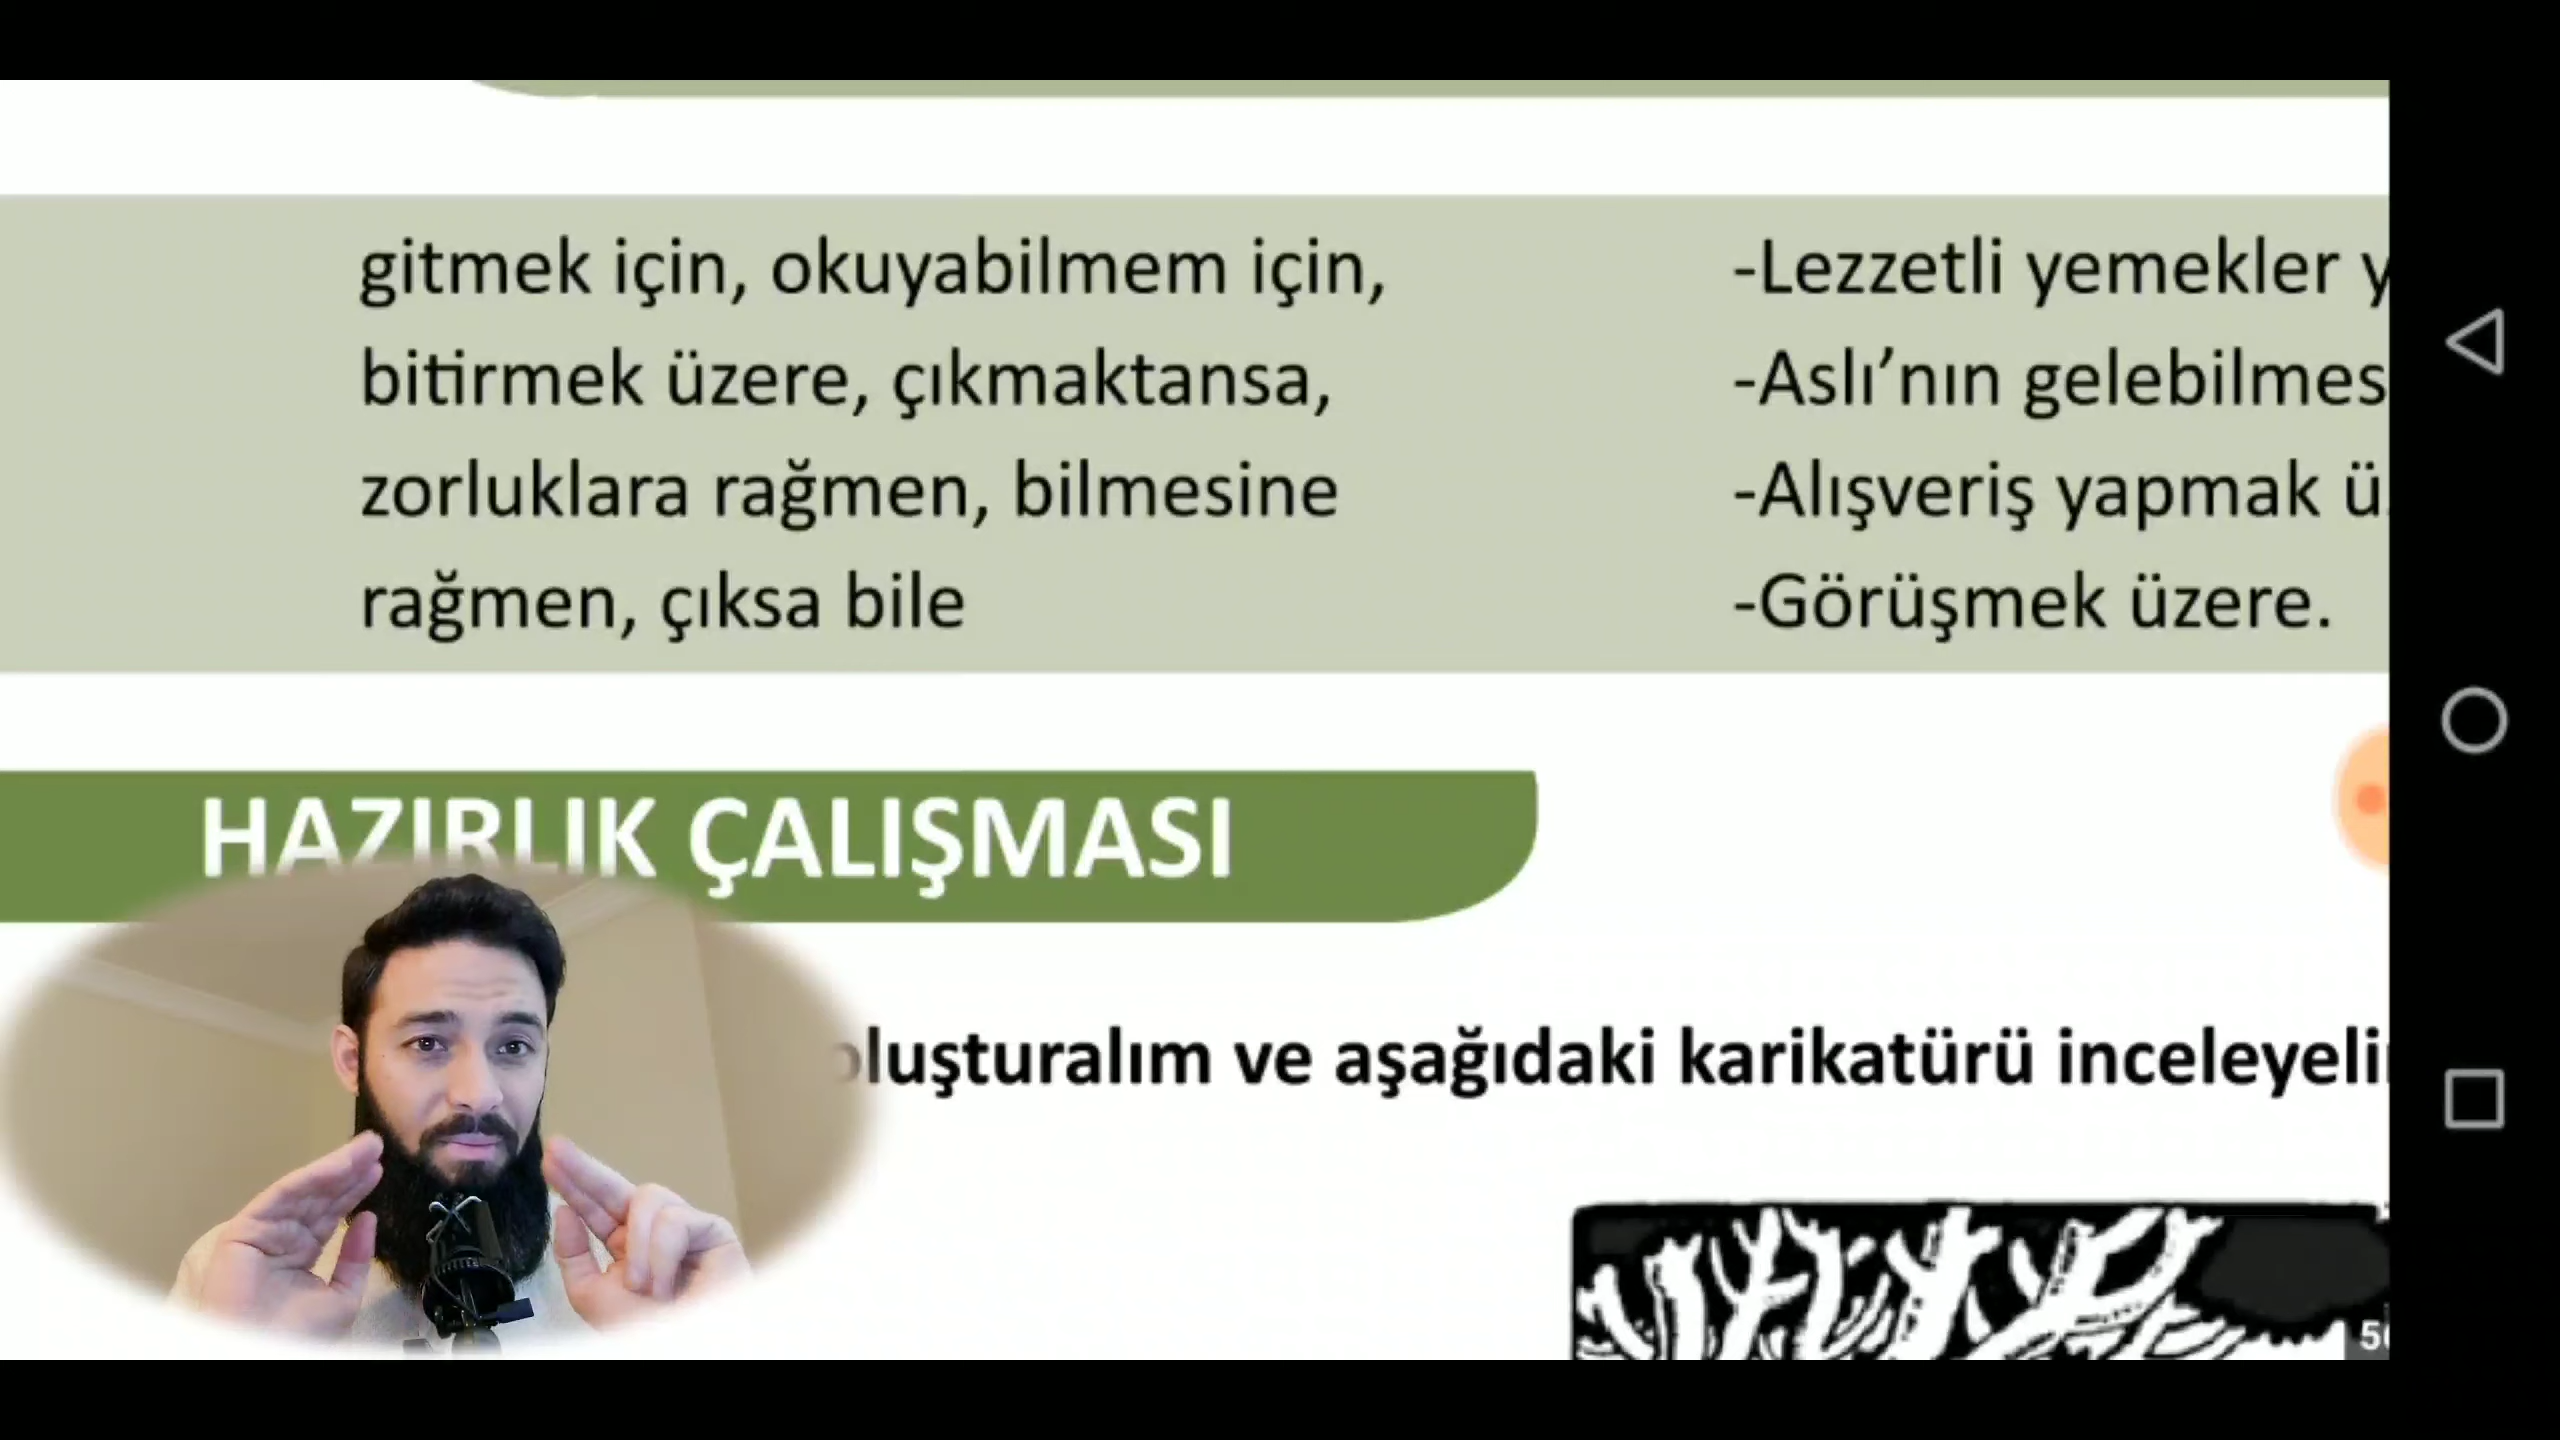 gitmek için, okuyabilmem için,
bitirmek üzere, çıkmaktansa,
zorluklara rağmen, bilmesine
rağmen, çıksa bile
-Lezzetli yemekler y
-Aslı’nın gelebilmes
-Alışveriş yapmak ü
-Görüşmek üzere.
HAZIRLIK ÇALIŞMASI
oluşturalım ve aşağıdaki karikatürü inceleyeli